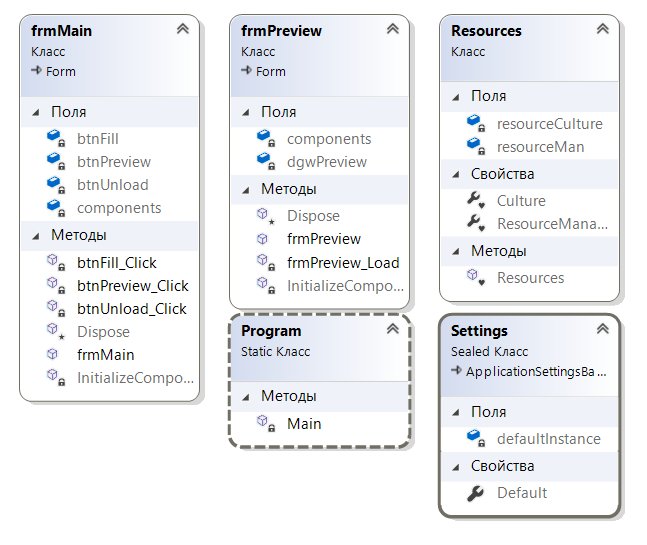 frmMain
Класс
Form
Поля
btnFill
btnPreview
btnUnload
components
Методы
btnFill_Click
btnPreview_Click
btnUnload_Click
Dispose
frmMain
InitializeCompo...
frmPreview
Класс
Form
Поля
components
dgwPreview
Методы
Dispose
frmPreview
frmPreview_Load
InitializeCompo...
Resources
Класс
Поля
resourceCulture
resourceMan
Свойства
Culture
ResourceMana...
Методы
Resources
Program
Static Класс
Методы
Main
Settings
Sealed Класс
ApplicationSettingsBa...
Поля
defaultInstance
Свойства
Default